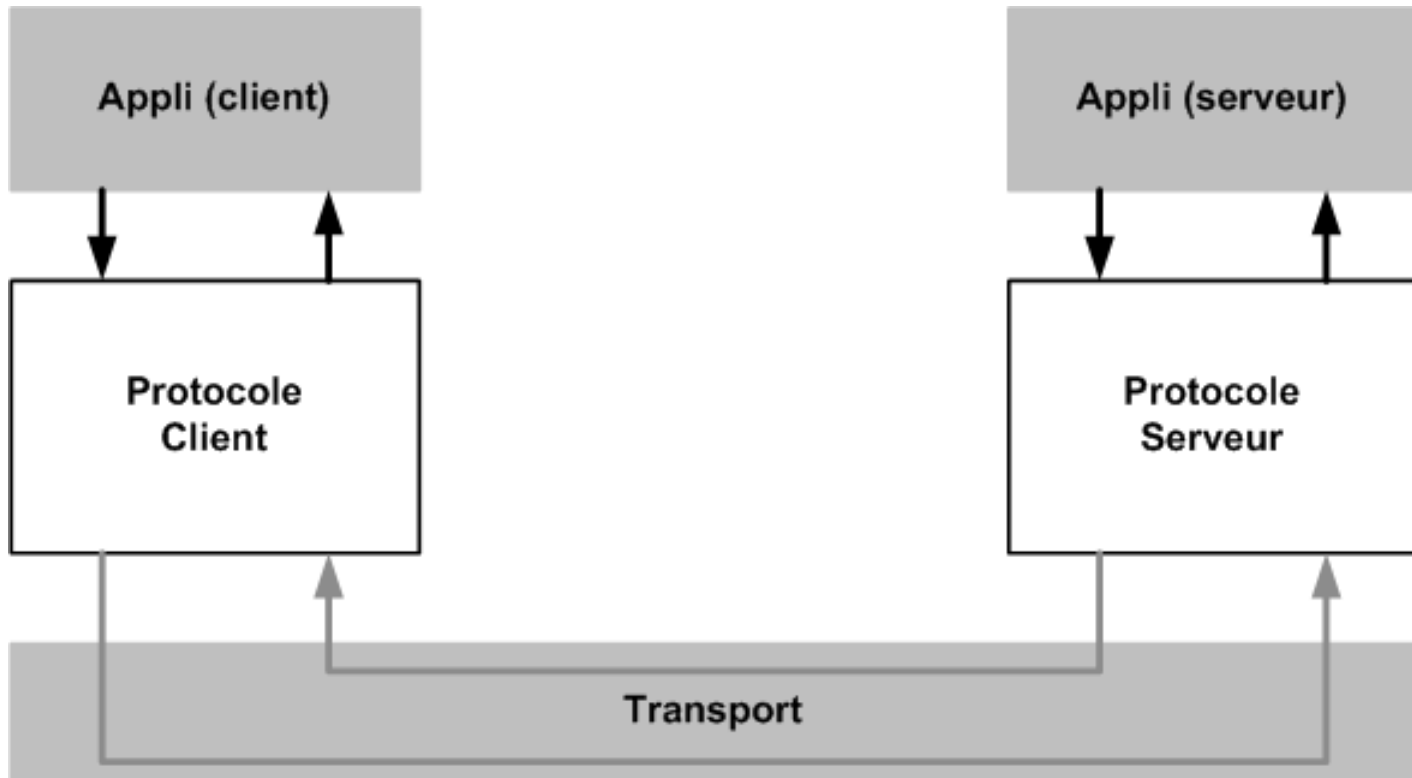 Appli (client)
Appli (serveur)
Protocole
Client
Protocole
Serveur
Transport